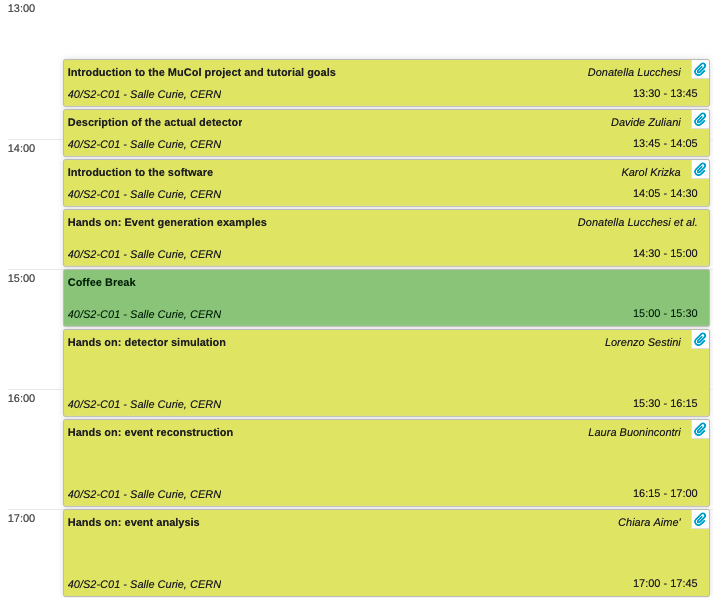 13:00
Introduction to the MuCol project and tutorial goals Donatella Lucchesi
40/S2-C01 - Salle Curie, CERN 13:30 - 13:45
Description of the actual detector Davide Zuliani
14:00 40/S2-C01 - Salle Curie, CERN 13:45 - 14:05
Introduction to the software Karol Krizka
40/S2-C01 - Salle Curie, CERN 14:05 - 14:30
Hands on: Event generation examples Donatella Lucchesi et al.
40/S2-C01 - Salle Curie, CERN 14:30 - 15:00
15:00 Coffee Break
40/S2-C01 - Salle Curie, CERN 15:00 - 15:30
Hands on: detector simulation Lorenzo Sestini
16:00 40/S2-C01 - Salle Curie, CERN 15:30 - 16:15
Hands on: event reconstruction Laura Buonincontri
40/S2-C01 - Salle Curie, CERN 16:15 - 17:00
17:00 Hands on: event analysis Chiara Aime'
40/S2-C01 - Salle Curie, CERN 17:00 - 17:45